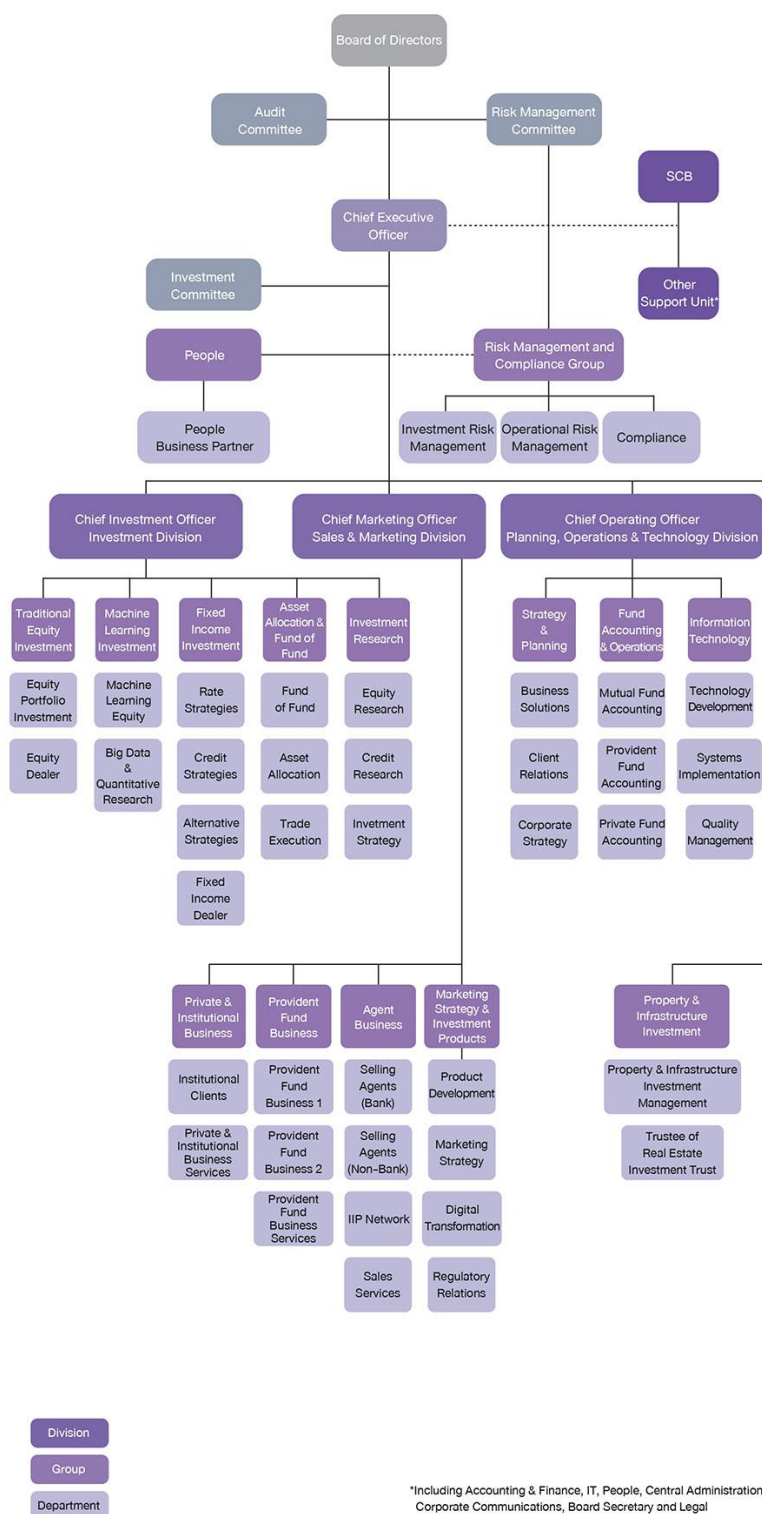 Board of Directors
Audit
Committee
Risk Management
Committee
SCB
Chief Executive
Officer
Investment
Committee
Other
Support Unit*
People
Risk Management and
Compliance Group
People
Business Partner
Investment Risk
Management
Operational Risk
Management
Compliance
Chief Investment Officer
Investment Division
Chief Marketing Officer
Sales & Marketing Division
Chief Operating Officer
Planning, Operations & Technology Division
Traditional
Equity
Investment
Machine
Learning
Investment
Fixed
Income
Investment
Asset
Allocation &
Fund of
Fund
Investment
Research
Strategy
&
Planning
Fund
Accounting
& Operations
Information
Technology
Equity
Portfolio
Investment
Machine
Learning
Equity
Rate
Strategies
Fund
of Fund
Equity
Research
Business
Solutions
Mutual Fund
Accounting
Technology
Development
Equity
Dealer
Big Data
&
Quantitative
Research
Credit
Strategies
Asset
Allocation
Credit
Research
Client
Relations
Provident
Fund
Accounting
Systems
Implementation
Alternative
Strategies
Trade
Execution
Invetment
Strategy
Corporate
Strategy
Private Fund
Accounting
Quality
Management
Fixed
Income
Dealer
Private &
Institutional
Business
Provident
Fund
Business
Agent
Business
Marketing
Strategy &
Investment
Products
Property &
Infrastructure
Investment
Institutional
Clients
Provident
Fund
Business 1
Selling
Agents
(Bank)
Product
Development
Property & Infrastructure
Investment
Management
Private &
Institutional
Business
Services
Provident
Fund
Business 2
Selling
Agents
(Non-Bank)
Marketing
Strategy
Trustee of
Real Estate
Investment Trust
Provident
Fund
Business
Services
IIP Network
Digital
Transformation
Sales
Services
Regulatory
Relations
Division
Group
Department
*Including Accounting & Finance, IT, People, Central Administration
Corporate Communications, Board Secretary and Legal